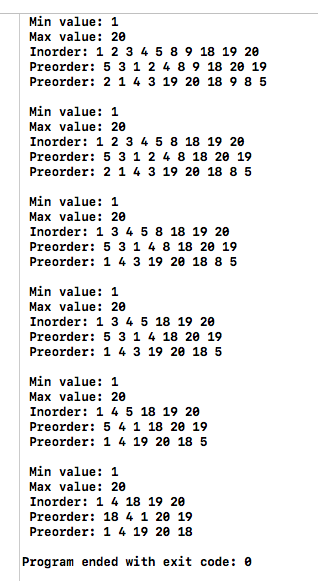 Min value: 1
Max value: 20
Inorder: 1 2 3 4 5 8 9 18 19 20
Preorder: 5 3 1 2 4 8 9 18 20 19
Preorder: 2 1 4 3 19 20 18 9 8 5
Min value: 1
Max value: 20
Inorder: 1 2 3 4 5 8 18 19 20
Preorder: 5 3 1 2 4 8 18 20 19
Preorder: 2 1 4 3 19 20 18 8 5
Min value: 1
Max value: 20
Inorder: 1 3 4 5 8 18 19 20
Preorder: 5 3 1 4 8 18 20 19
Preorder: 1 4 3 19 20 18 8 5
Min value: 1
Max value: 20
Inorder: 1 3 4 5 18 19 20
Preorder: 5 3 1 4 18 20 19
Preorder: 1 4 3 19 20 18 5
Min value: 1
Max value: 20
Inorder: 1 4 5 18 19 20
Preorder: 5 4 1 18 20 19
Preorder: 1 4 19 20 18 5
Min value: 1
Max value: 20
Inorder: 1 4 18 19 20
Preorder: 18 4 1 20 19
Preorder: 1 4 19 20 18
Program ended with exit code: 0